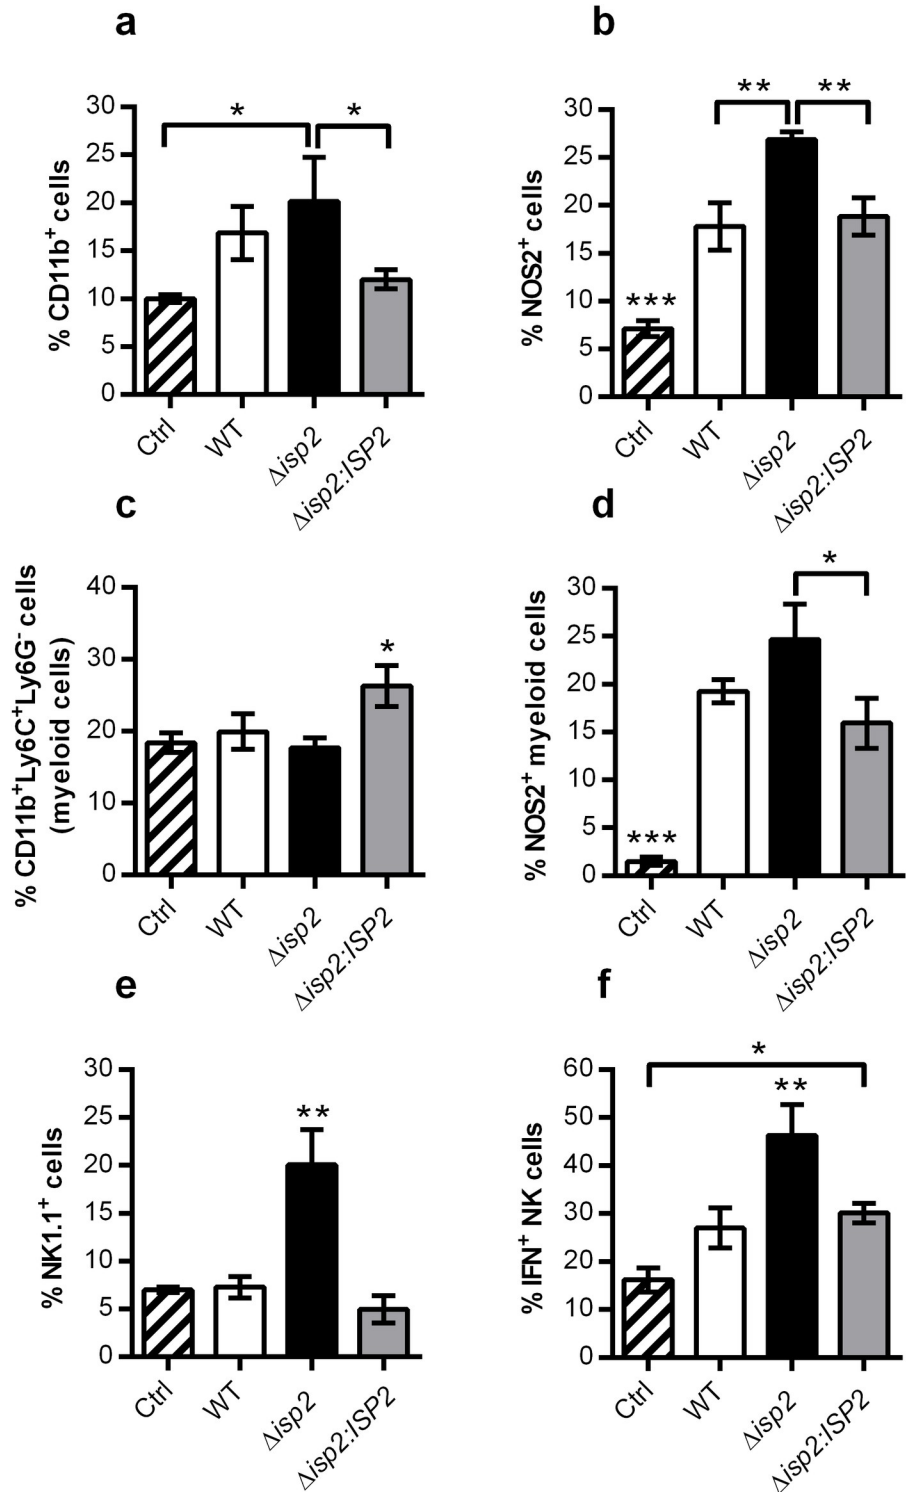 a
% CD11b⁺ cells
30
25
20
15
10
5
0
*
*
Ctrl
WT
Δisp2
Δisp2:ISP2
b
% NOS2⁺ cells
30
25
20
15
10
5
0
***
**
**
Ctrl
WT
Δisp2
Δisp2:ISP2
c
% CD11b⁺Ly6C⁺Ly6G⁻ cells
(myeloid cells)
40
30
20
10
0
*
Ctrl
WT
Δisp2
Δisp2:ISP2
d
% NOS2⁺ myeloid cells
30
25
20
15
10
5
0
***
*
Ctrl
WT
Δisp2
Δisp2:ISP2
e
% NK1.1⁺ cells
30
25
20
15
10
5
0
**
Ctrl
WT
Δisp2
Δisp2:ISP2
f
% IFN⁺ NK cells
60
50
40
30
20
10
0
*
**
Ctrl
WT
Δisp2
Δisp2:ISP2